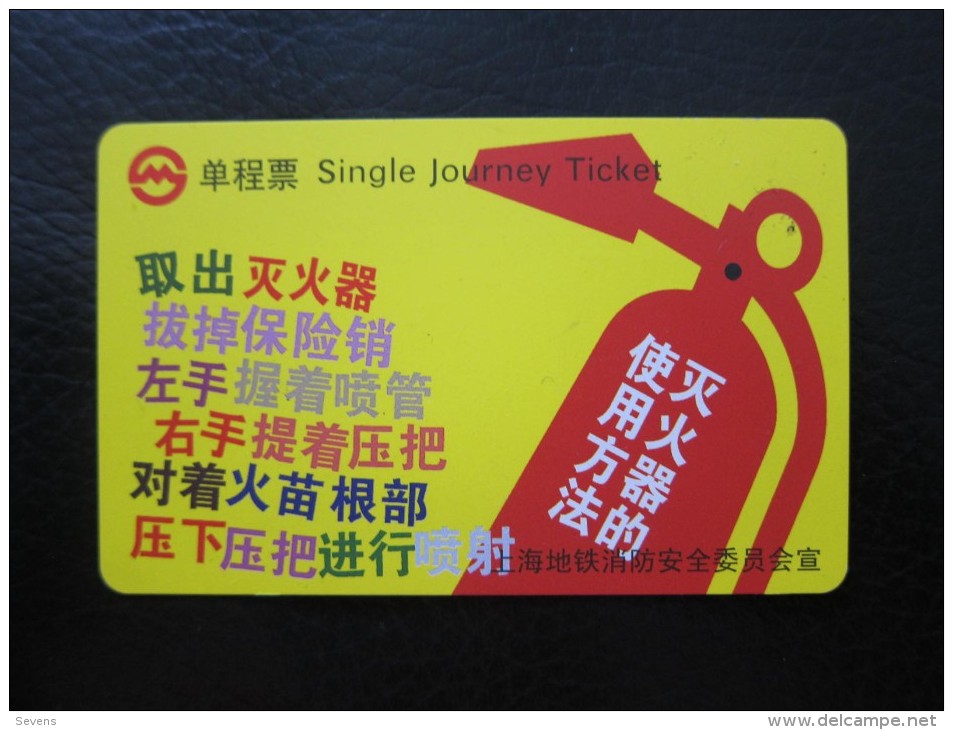 单程票 Single Journey Ticket
取出灭火器
拔掉保险销
左手握着喷管
右手提着压把
对着火苗根部
压下压把进行喷射
灭火器的
使用方法
上海地铁消防安全委员会宣
Sevens
www.delcampe.net